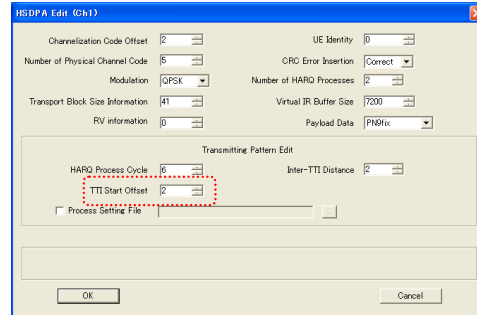 HSDPA Edit (Ch1)
Channelization Code Offset 2 UE Identity 0
Number of Physical Channel Code 5 CRC Error Insertion Correct
Modulation QPSK Number of HARQ Processes 2
Transport Block Size Information 41 Virtual IR Buffer Size 7200
RV information 0 Payload Data PN9fix
Transmitting Pattern Edit
HARQ Process Cycle 6 Inter-TTI Distance 2
TTI Start Offset 2
Process Setting File ...
OK Cancel